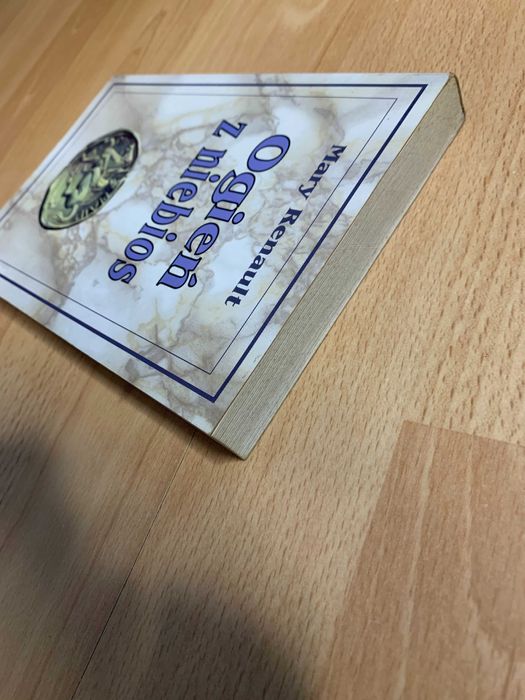 Mary Renault
Ogień
z niebios